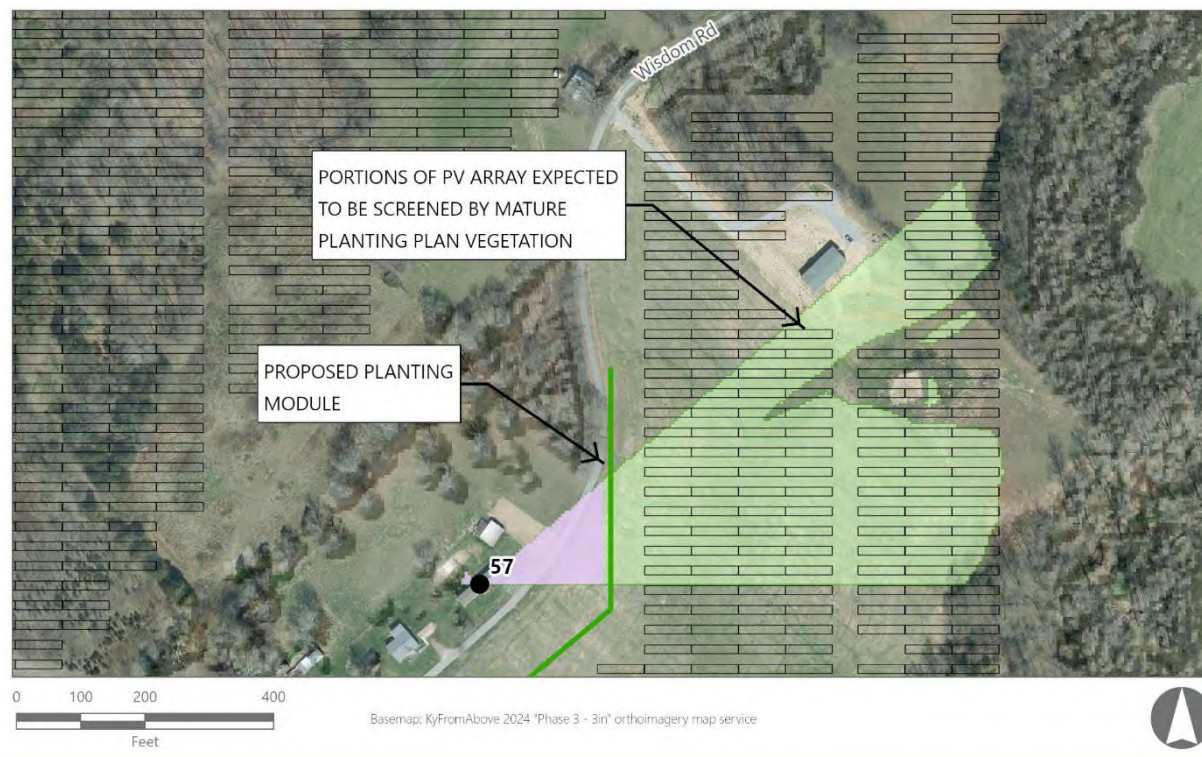 Wisdom Rd
PORTIONS OF PV ARRAY EXPECTED
TO BE SCREENED BY MATURE
PLANTING PLAN VEGETATION
PROPOSED PLANTING
MODULE
57
0 100 200 400
Feet
Basemap: KyFromAbove 2024 "Phase 3 - 3in" orthoimagery map service